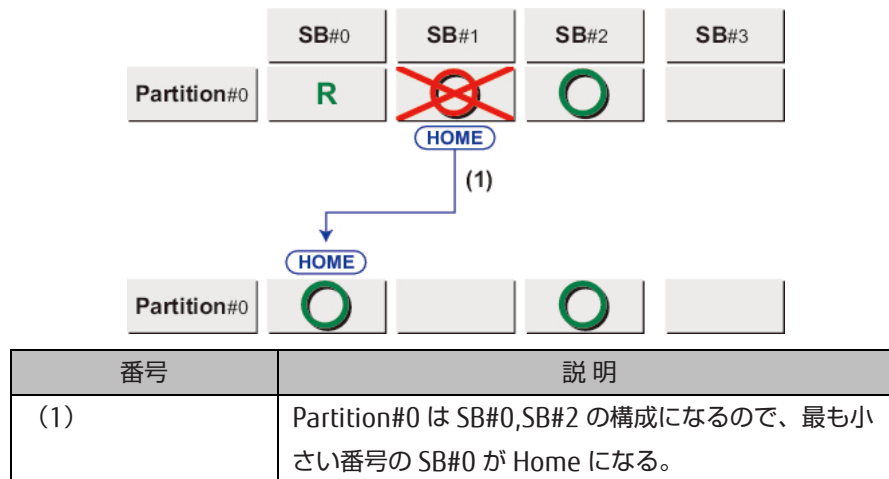 SB#0 SB#1 SB#2 SB#3
Partition#0 R
HOME
(1)
HOME
Partition#0
番号 説 明
（1） Partition#0 は SB#0,SB#2 の構成になるので、最も小
さい番号の SB#0 が Home になる。